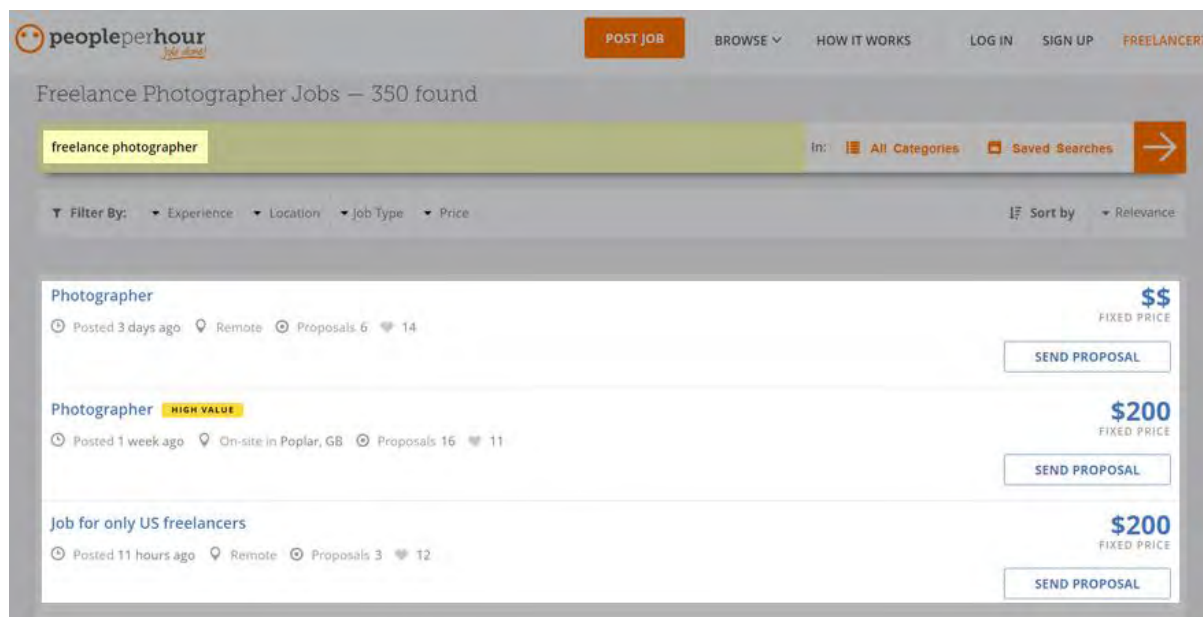 peopleperhour
Job done!
POST JOB BROWSE HOW IT WORKS LOG IN SIGN UP FREELANCER?
Freelance Photographer Jobs — 350 found
freelance photographer In: All Categories Saved Searches
Filter By: Experience Location Job Type Price Sort by Relevance
Photographer $$
Posted 3 days ago Remote Proposals 6 14 FIXED PRICE
SEND PROPOSAL
Photographer HIGH VALUE $200
Posted 1 week ago On-site in Poplar, GB Proposals 16 11 FIXED PRICE
SEND PROPOSAL
Job for only US freelancers $200
Posted 11 hours ago Remote Proposals 3 12 FIXED PRICE
SEND PROPOSAL